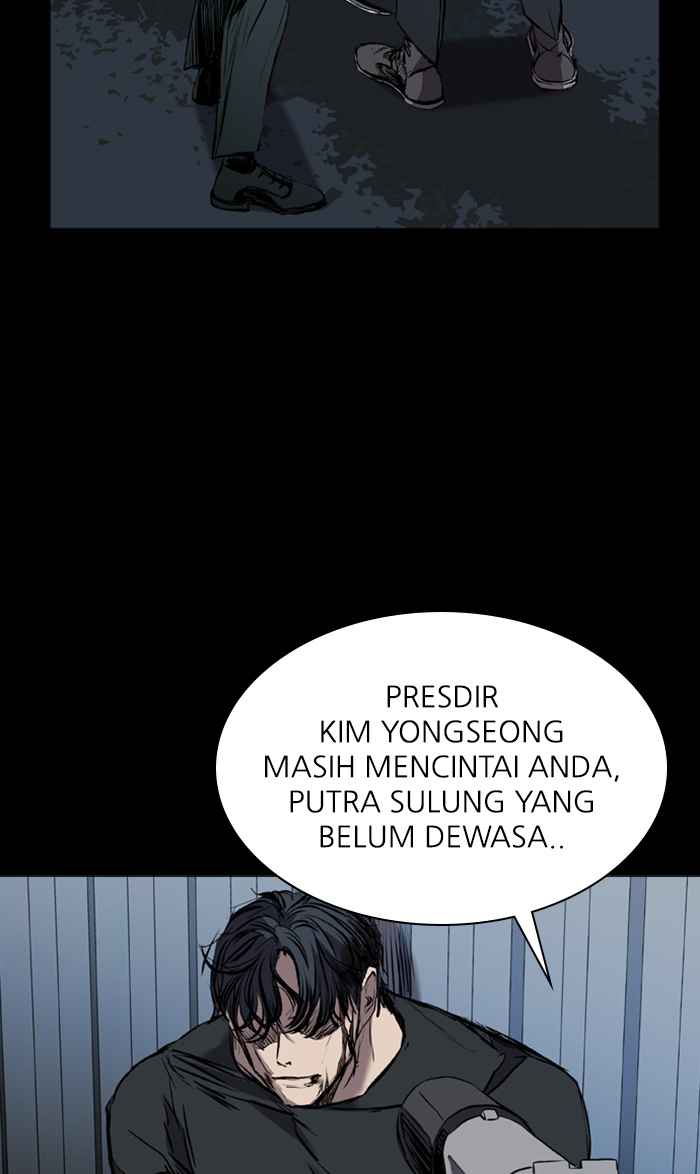 PRESDIR
KIM YONGSEONG
MASIH MENCINTAI ANDA,
PUTRA SULUNG YANG
BELUM DEWASA..